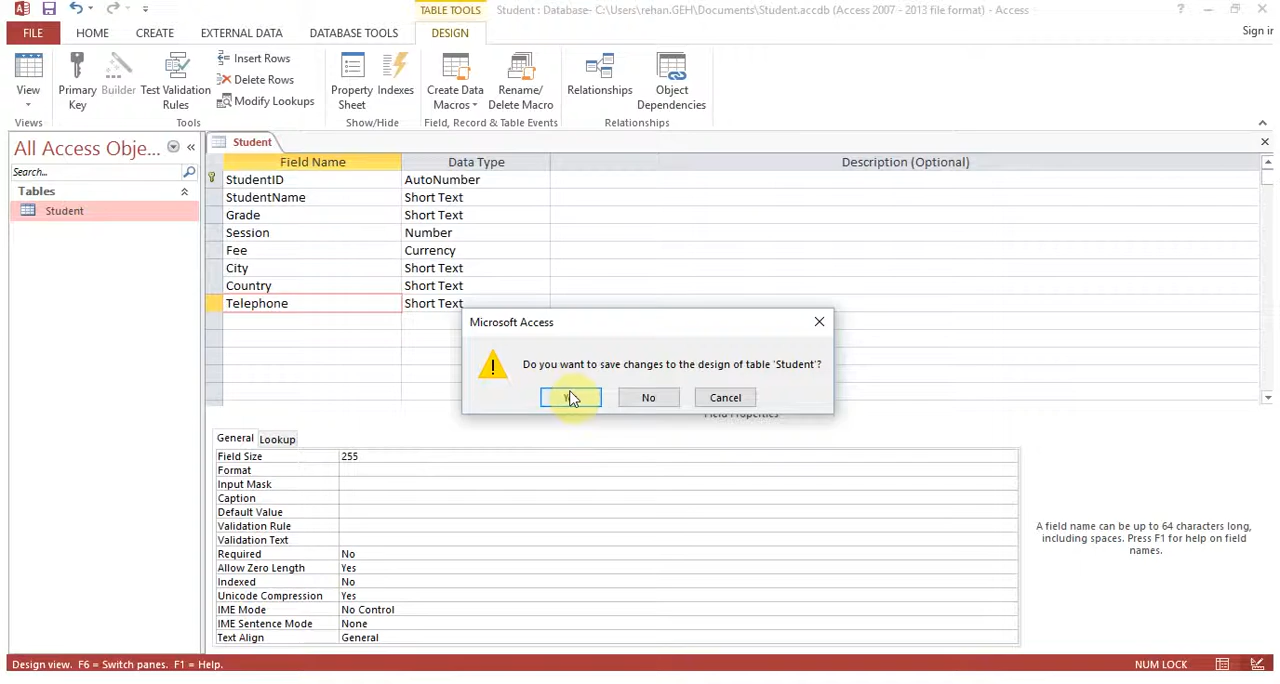 TABLE TOOLS
Student : Database- C:\Users\rehan.GEH\Documents\Student.accdb (Access 2007 - 2013 file format) - Access
?
FILE HOME CREATE EXTERNAL DATA DATABASE TOOLS DESIGN
Sign in
View
Primary Key
Builder
Test Validation Rules
Insert Rows
Delete Rows
Modify Lookups
Property Sheet
Indexes
Create Data Macros
Rename/ Delete Macro
Relationships
Object Dependencies
Views
Tools
Show/Hide
Field, Record & Table Events
Relationships
All Access Obje...
Search...
Tables
Student
Student
Field Name Data Type Description (Optional)
StudentID AutoNumber
StudentName Short Text
Grade Short Text
Session Number
Fee Currency
City Short Text
Country Short Text
Telephone Short Text
Microsoft Access
Do you want to save changes to the design of table 'Student'?
No Cancel
Field Properties
General Lookup
Field Size 255
Format
Input Mask
Caption
Default Value
Validation Rule
Validation Text
Required No
Allow Zero Length Yes
Indexed No
Unicode Compression Yes
IME Mode No Control
IME Sentence Mode None
Text Align General
A field name can be up to 64 characters long,
including spaces. Press F1 for help on field
names.
Design view. F6 = Switch panes. F1 = Help.
NUM LOCK